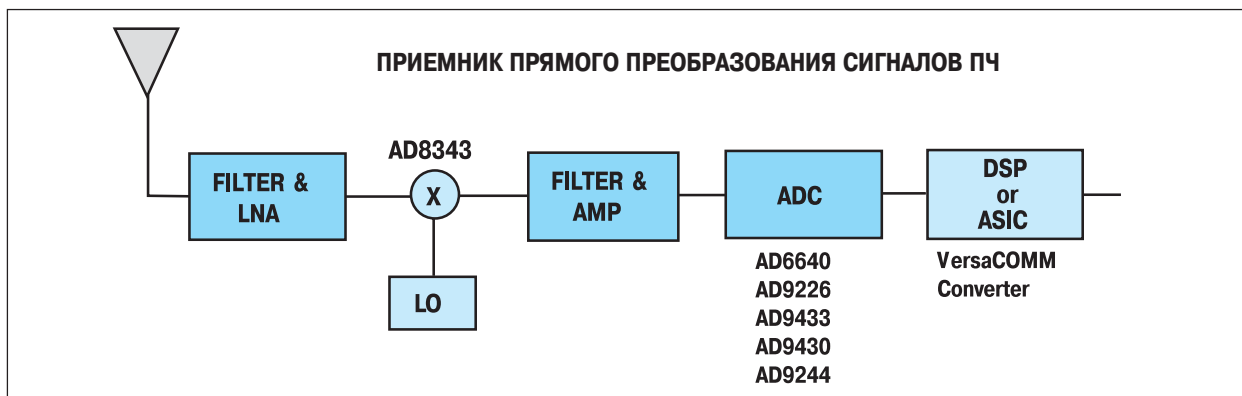 ПРИЕМНИК ПРЯМОГО ПРЕОБРАЗОВАНИЯ СИГНАЛОВ ПЧ
AD8343
FILTER &
LNA
X
LO
FILTER &
AMP
ADC
AD6640
AD9226
AD9433
AD9430
AD9244
DSP
or
ASIC
VersaCOMM
Converter